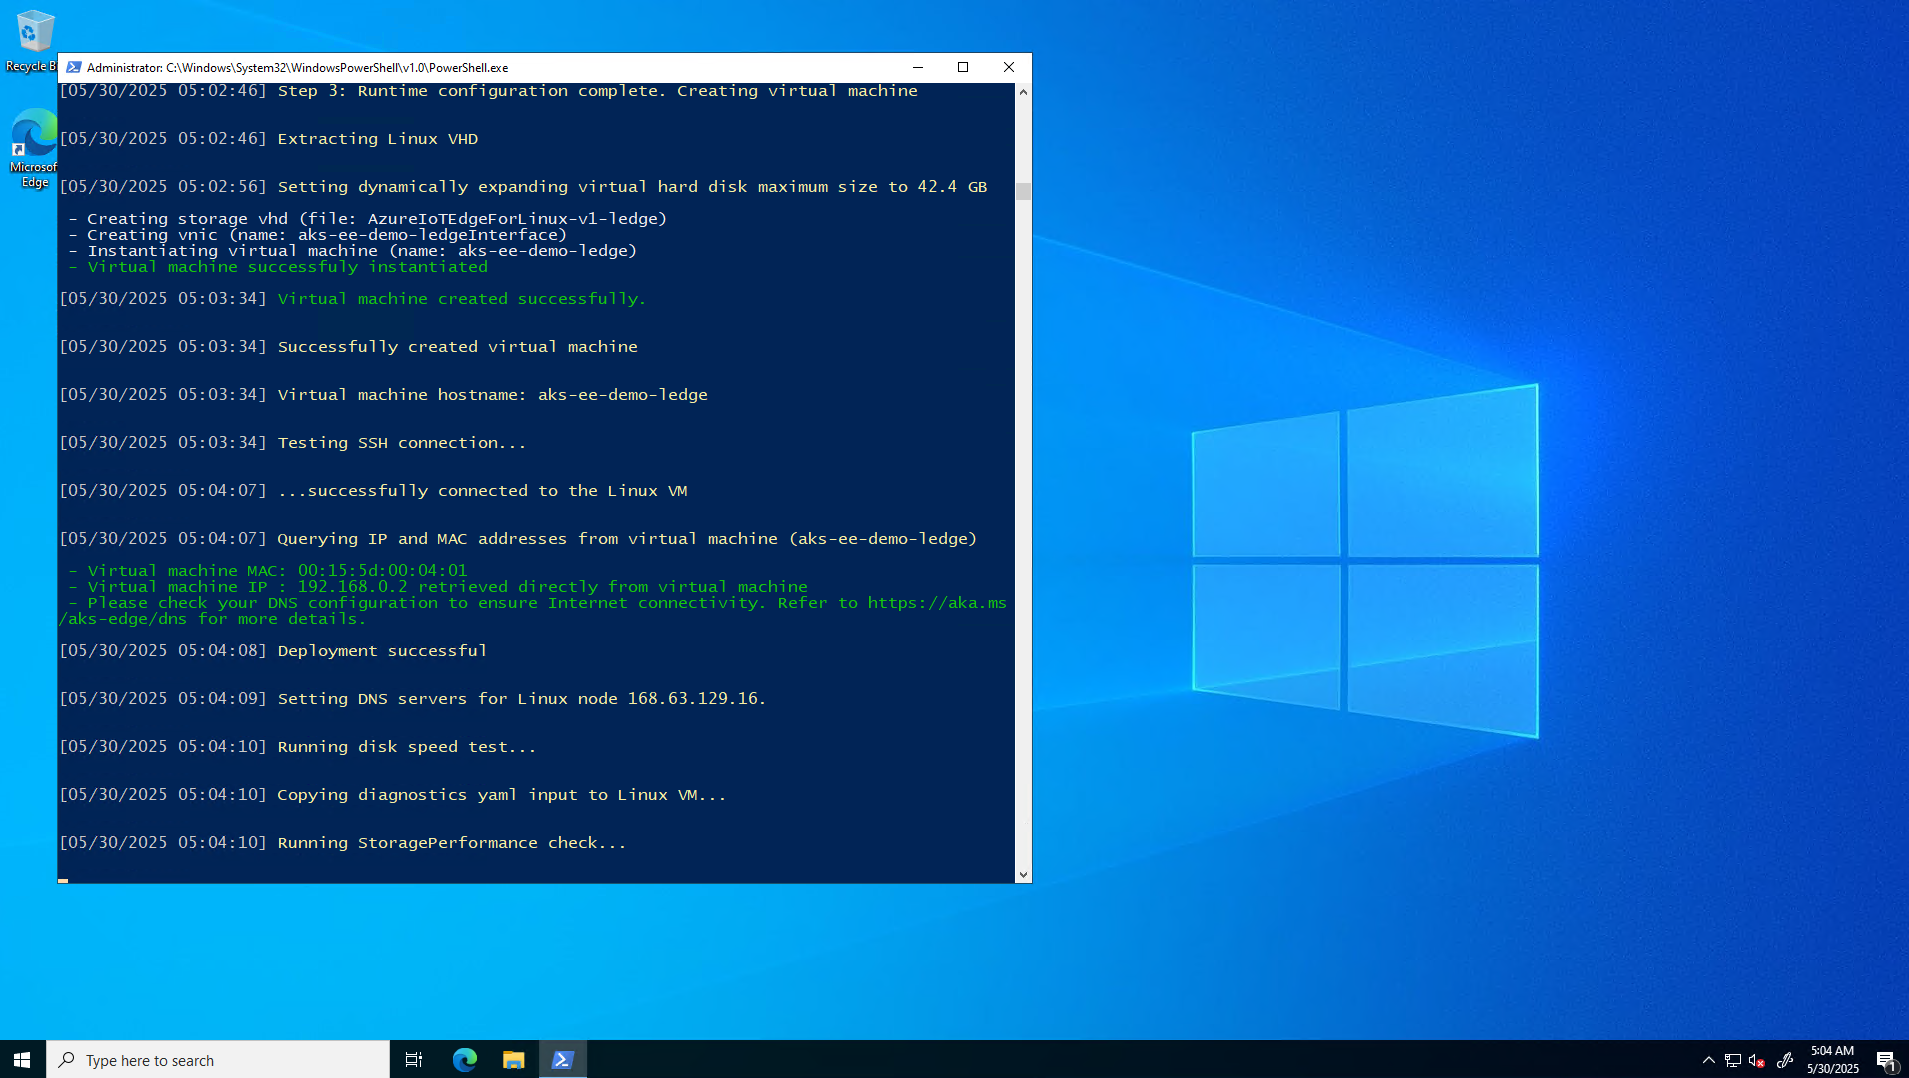 Recycle B
Microsof
Edge
Administrator: C:\Windows\System32\WindowsPowerShell\v1.0\PowerShell.exe
[05/30/2025 05:02:46] Step 3: Runtime configuration complete. Creating virtual machine
[05/30/2025 05:02:46] Extracting Linux VHD
[05/30/2025 05:02:56] Setting dynamically expanding virtual hard disk maximum size to 42.4 GB
- Creating storage vhd (file: AzureIoTEdgeForLinux-v1-ledge)
- Creating vnic (name: aks-ee-demo-ledgeInterface)
- Instantiating virtual machine (name: aks-ee-demo-ledge)
- Virtual machine successfuly instantiated
[05/30/2025 05:03:34] Virtual machine created successfully.
[05/30/2025 05:03:34] Successfully created virtual machine
[05/30/2025 05:03:34] Virtual machine hostname: aks-ee-demo-ledge
[05/30/2025 05:03:34] Testing SSH connection...
[05/30/2025 05:04:07] ...successfully connected to the Linux VM
[05/30/2025 05:04:07] Querying IP and MAC addresses from virtual machine (aks-ee-demo-ledge)
- Virtual machine MAC: 00:15:5d:00:04:01
- Virtual machine IP : 192.168.0.2 retrieved directly from virtual machine
- Please check your DNS configuration to ensure Internet connectivity. Refer to https://aka.ms
/aks-edge/dns for more details.
[05/30/2025 05:04:08] Deployment successful
[05/30/2025 05:04:09] Setting DNS servers for Linux node 168.63.129.16.
[05/30/2025 05:04:10] Running disk speed test...
[05/30/2025 05:04:10] Copying diagnostics yaml input to Linux VM...
[05/30/2025 05:04:10] Running StoragePerformance check...
Type here to search
5:04 AM
5/30/2025
1